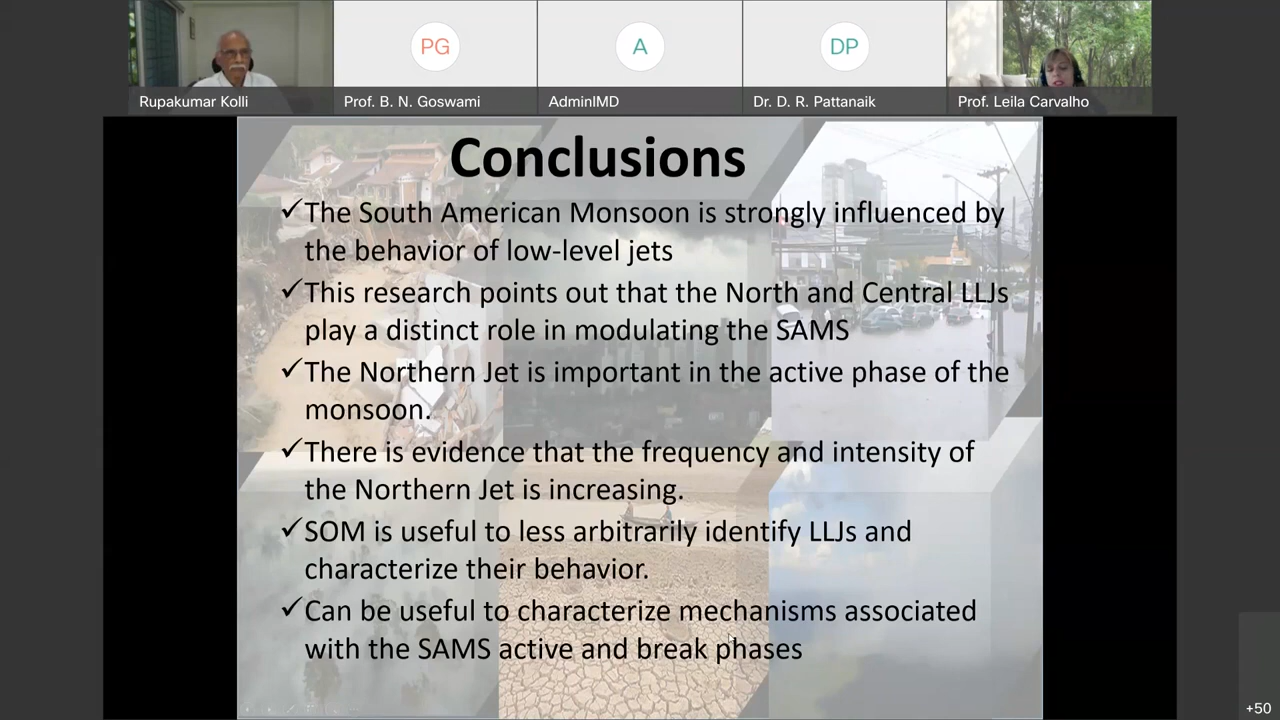 PG
A
DP
Rupakumar Kolli
Prof. B. N. Goswami
AdminIMD
Dr. D. R. Pattanaik
Prof. Leila Carvalho
Conclusions
✓The South American Monsoon is strongly influenced by
the behavior of low-level jets
✓This research points out that the North and Central LLJs
play a distinct role in modulating the SAMS
✓The Northern Jet is important in the active phase of the
monsoon.
✓There is evidence that the frequency and intensity of
the Northern Jet is increasing.
✓SOM is useful to less arbitrarily identify LLJs and
characterize their behavior.
✓Can be useful to characterize mechanisms associated
with the SAMS active and break phases
+50